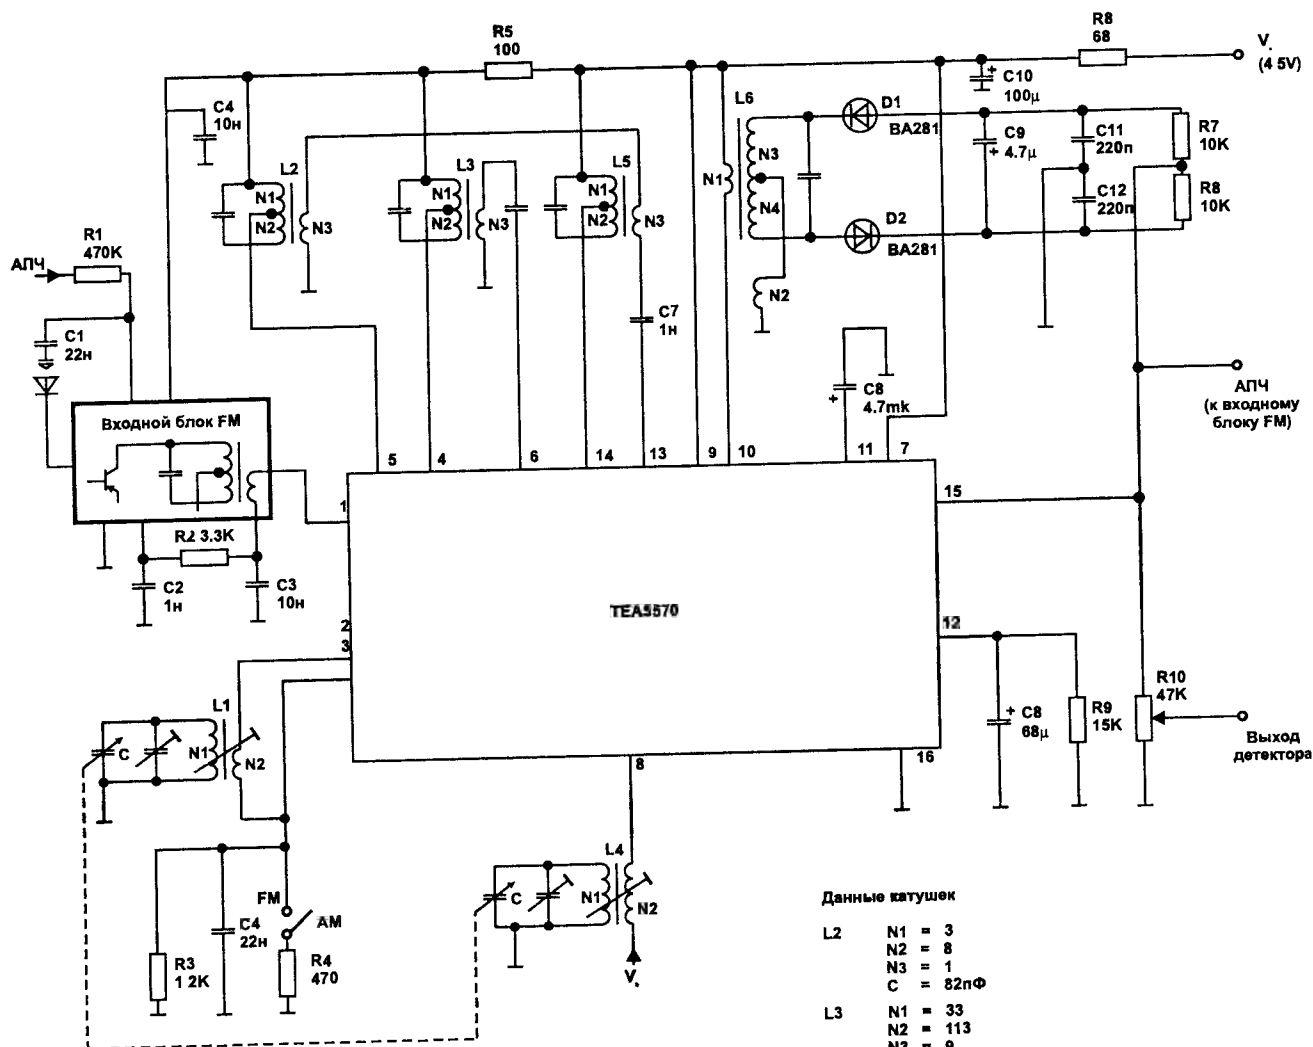 R5
100
R8
68
V.
(4 5V)
C4
10н
L2
N1
N2
N3
L3
N1
N2
N3
L5
N1
N2
N3
L6
N1
N3
N4
N2
D1
BA281
D2
BA281
+
C10
100μ
C9
+ 4.7μ
C11
220п
C12
220п
R7
10K
R8
10K
R1
470K
АПЧ
C1
22н
C7
1н
C8
+
4.7mk
АПЧ
(к входному
блоку FM)
Входной блок FM
5
4
6
14
13
9
10
11
7
1
15
R2 3.3K
C2
1н
C3
10н
TEA5570
2
3
12
L1
C
N1
N2
+
C8
68μ
R9
15K
R10
47K
Выход
детектора
8
16
L4
C
N1
N2
V.
FM
AM
C4
22н
R3
1 2K
R4
470
Данные катушек
L2 N1 = 3
N2 = 8
N3 = 1
C = 82пФ
L3 N1 = 33
N2 = 113
N3 = 9